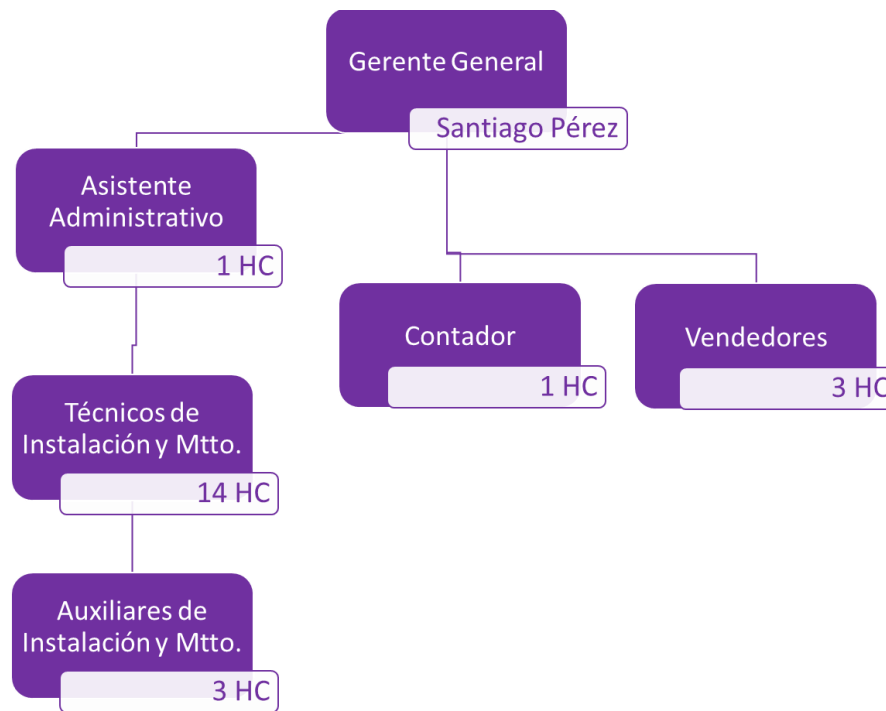 Gerente General
Santiago Pérez
Asistente
Administrativo
1 HC
Contador
1 HC
Vendedores
3 HC
Técnicos de
Instalación y Mtto.
14 HC
Auxiliares de
Instalación y Mtto.
3 HC